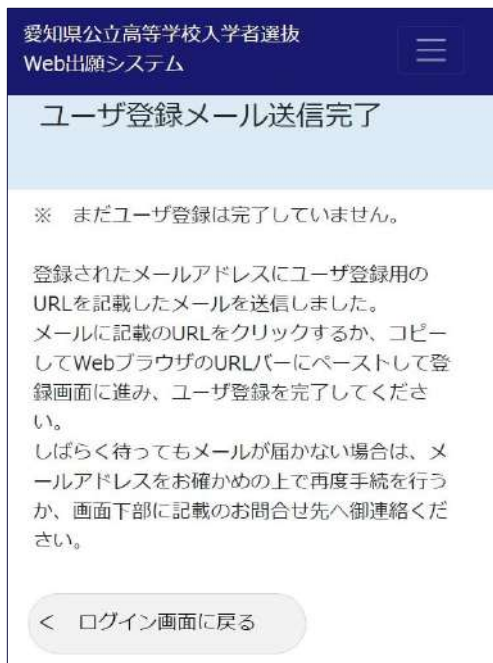 愛知県公立高等学校入学者選抜
Web出願システム
ユーザ登録メール送信完了
※　まだユーザ登録は完了していません。
登録されたメールアドレスにユーザ登録用の
URLを記載したメールを送信しました。
メールに記載のURLをクリックするか、コピー
してWebブラウザのURLバーにペーストして登
録画面に進み、ユーザ登録を完了してくださ
い。
しばらく待ってもメールが届かない場合は、メ
ールアドレスをお確かめの上で再度手続を行う
か、画面下部に記載のお問合せ先へ御連絡くだ
さい。
<　ログイン画面に戻る